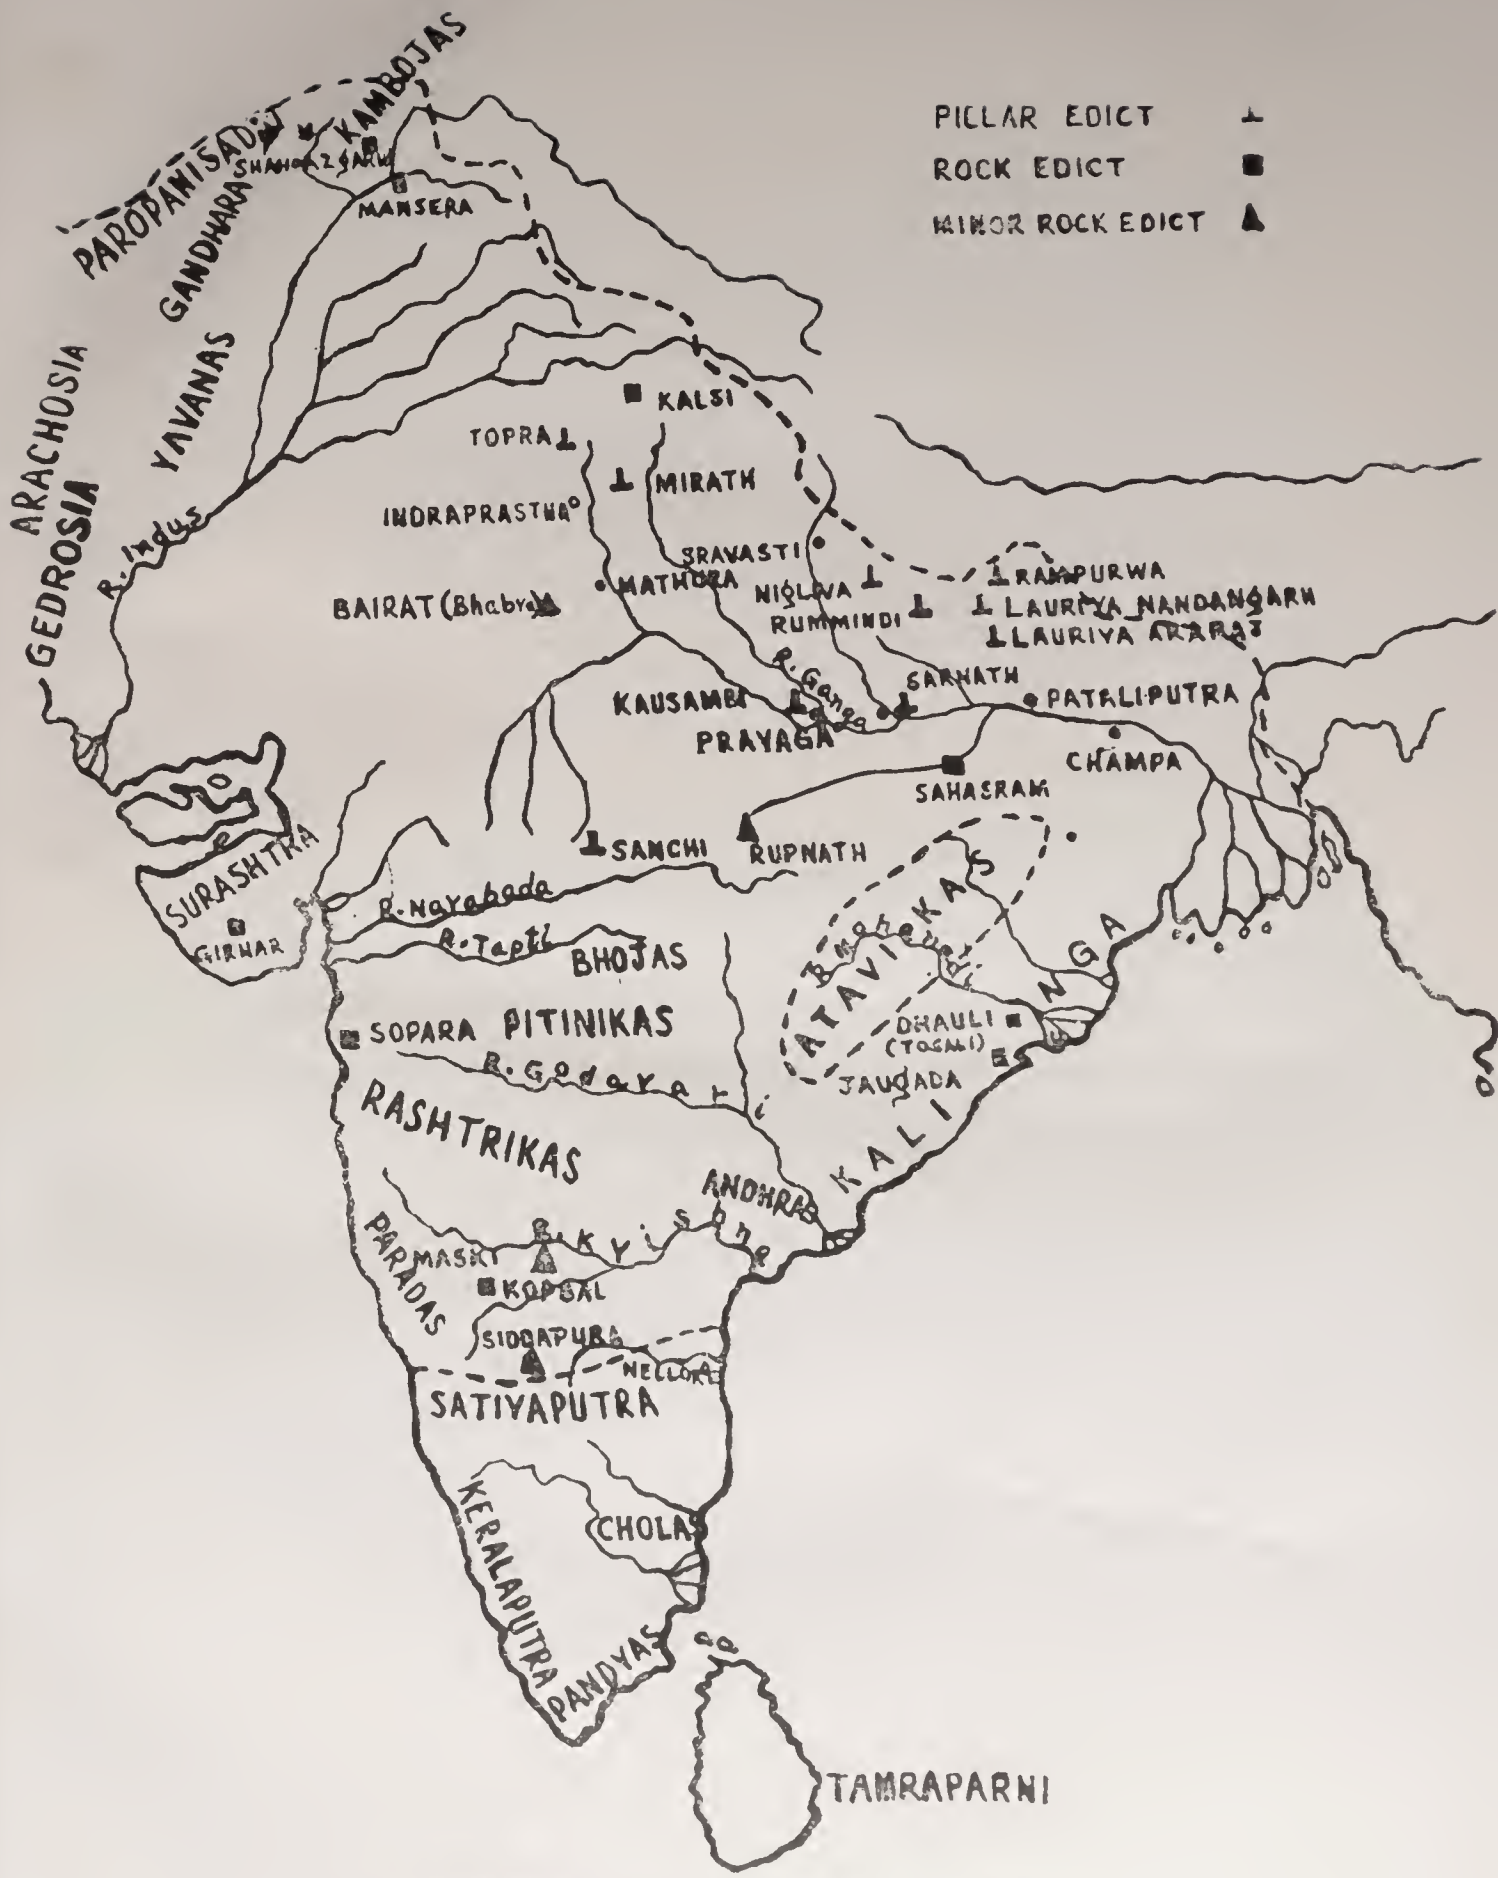 PILLAR EDICT
ROCK EDICT
MINOR ROCK EDICT
KAMBOJAS
PAROPANISADAI
GANDHARA
MANSERA
YAVANAS
ARACHOSIA
GEDROSIA
R. Indus
KALSI
TOPRA
MIRATH
INDRAPRASTHA
SRAVASTI
MATHURA
NIGLIVA
RUMMINDI
RAMPURWA
LAURIYA NANDANGARH
LAURIYA ARARAJ
BAIRAT (Bhabra)
R. Ganga
KAUSAMBI
PRAYAGA
SARNATH
PATALIPUTRA
CHAMPA
SAHASRAM
SANCHI
RUPNATH
SURASHTRA
GIRNAR
R. Narabada
R. Tapti
BHOJAS
ATAVIKAS
SOPARA
PITINIKAS
R. Godavari
DHAULI
(TOSALI)
JAUGADA
KALINGA
RASHTRIKAS
ANDHRAS
PARADAS
R. Krishna
MASKI
KOPBAL
SIDDAPURA
NELLORE
SATIYAPUTRA
KERALAPUTRA
CHOLAS
PANDYAS
TAMRAPARNI